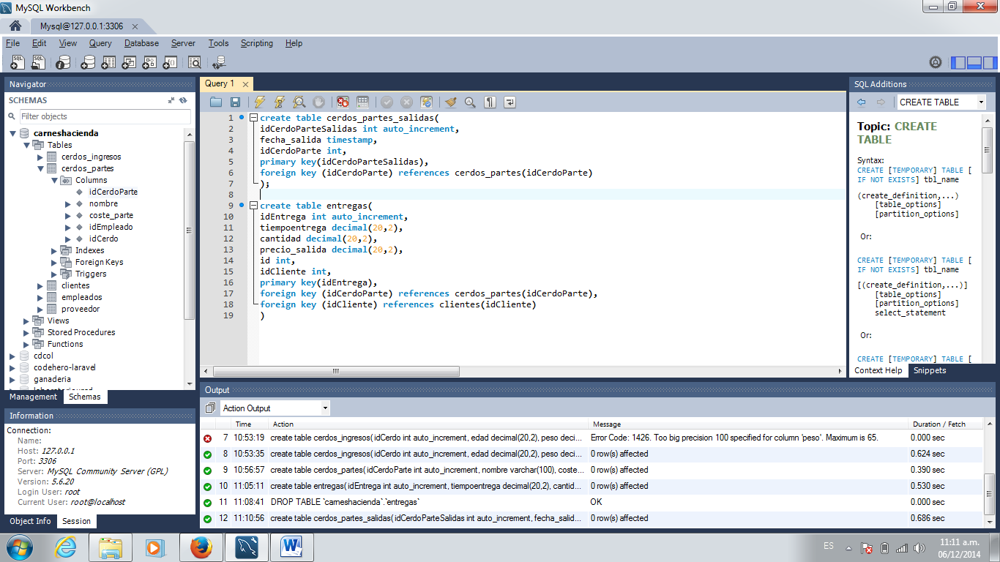 MySQL Workbench
Mysql@127.0.0.1:3306
File Edit View Query Database Server Tools Scripting Help
Navigator
SCHEMAS
Filter objects
carneshacienda
Tables
cerdos_ingresos
cerdos_partes
Columns
idCerdoParte
nombre
coste_parte
idEmpleado
idCerdo
Indexes
Foreign Keys
Triggers
clientes
empleados
proveedor
Views
Stored Procedures
Functions
cdcol
codehero-laravel
ganaderia
Management Schemas
Information
Connection:
Name:
Host: 127.0.0.1
Port: 3306
Server: MySQL Community Server (GPL)
Version: 5.6.20
Login User: root
Current User: root@localhost
Object Info Session
Query 1
1 create table cerdos_partes_salidas(
2 idCerdoParteSalidas int auto_increment,
3 fecha_salida timestamp,
4 idCerdoParte int,
5 primary key(idCerdoParteSalidas),
6 foreign key (idCerdoParte) references cerdos_partes(idCerdoParte)
7 );
8
9 create table entregas(
10 idEntrega int auto_increment,
11 tiempoentrega decimal(20,2),
12 cantidad decimal(20,2),
13 precio_salida decimal(20,2),
14 id int,
15 idCliente int,
16 primary key(idEntrega),
17 foreign key (idCerdoParte) references cerdos_partes(idCerdoParte),
18 foreign key (idCliente) references clientes(idCliente)
19 )
SQL Additions
CREATE TABLE
Topic: CREATE
TABLE
Syntax:
CREATE [TEMPORARY] TABLE [
IF NOT EXISTS] tbl_name
(create_definition,...)
[table_options]
[partition_options]
Or:
CREATE [TEMPORARY] TABLE [
IF NOT EXISTS] tbl_name
[(create_definition,...)]
[table_options]
[partition_options]
select_statement
Or:
CREATE [TEMPORARY] TABLE [
Context Help Snippets
Output
Action Output
Time Action Message Duration / Fetch
7 10:53:19 create table cerdos_ingresos( idCerdo int auto_increment, edad decimal(20,2), peso deci... Error Code: 1426. Too big precision 100 specified for column 'peso'. Maximum is 65. 0.000 sec
8 10:53:35 create table cerdos_ingresos( idCerdo int auto_increment, edad decimal(20,2), peso deci... 0 row(s) affected 0.624 sec
9 10:56:57 create table cerdos_partes( idCerdoParte int auto_increment, nombre varchar(100), coste... 0 row(s) affected 0.390 sec
10 11:05:11 create table entregas( idEntrega int auto_increment, tiempoentrega decimal(20,2), cantid... 0 row(s) affected 0.530 sec
11 11:08:41 DROP TABLE `carneshacienda`.`entregas` OK 0.000 sec
12 11:10:56 create table cerdos_partes_salidas( idCerdoParteSalidas int auto_increment, fecha_salid... 0 row(s) affected 0.686 sec
ES
11:11 a.m.
06/12/2014